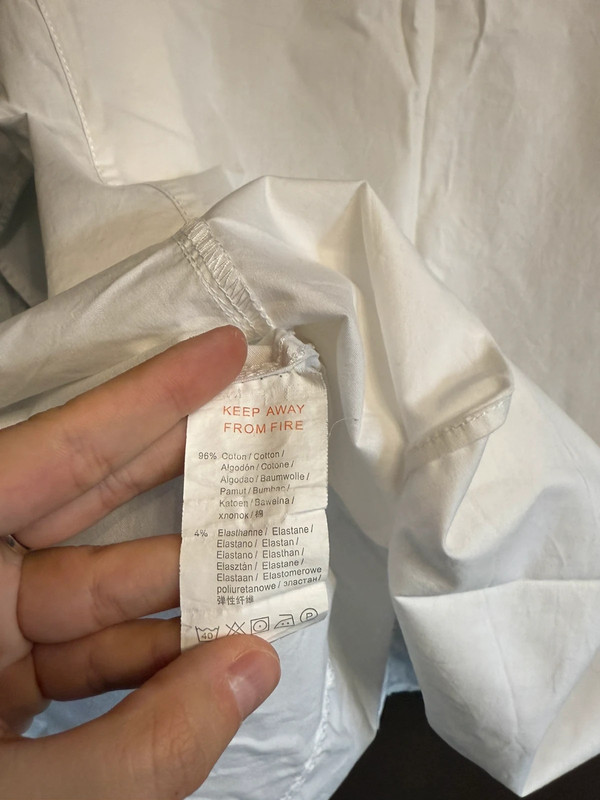 KEEP AWAY
FROM FIRE
96% Coton / Cotton /
Algodón / Cotone /
Algodao / Baumwolle /
Pamut / Bumbac /
Katoen / Bawelna /
хлопок / 棉
4% Elasthanne / Elastane /
Elastano / Elastan /
Elastano / Elasthan /
Elasztán / Elastane /
Elastaan / Elastomerowe
poliuretanowe / эластан /
弹性纤维
40 P